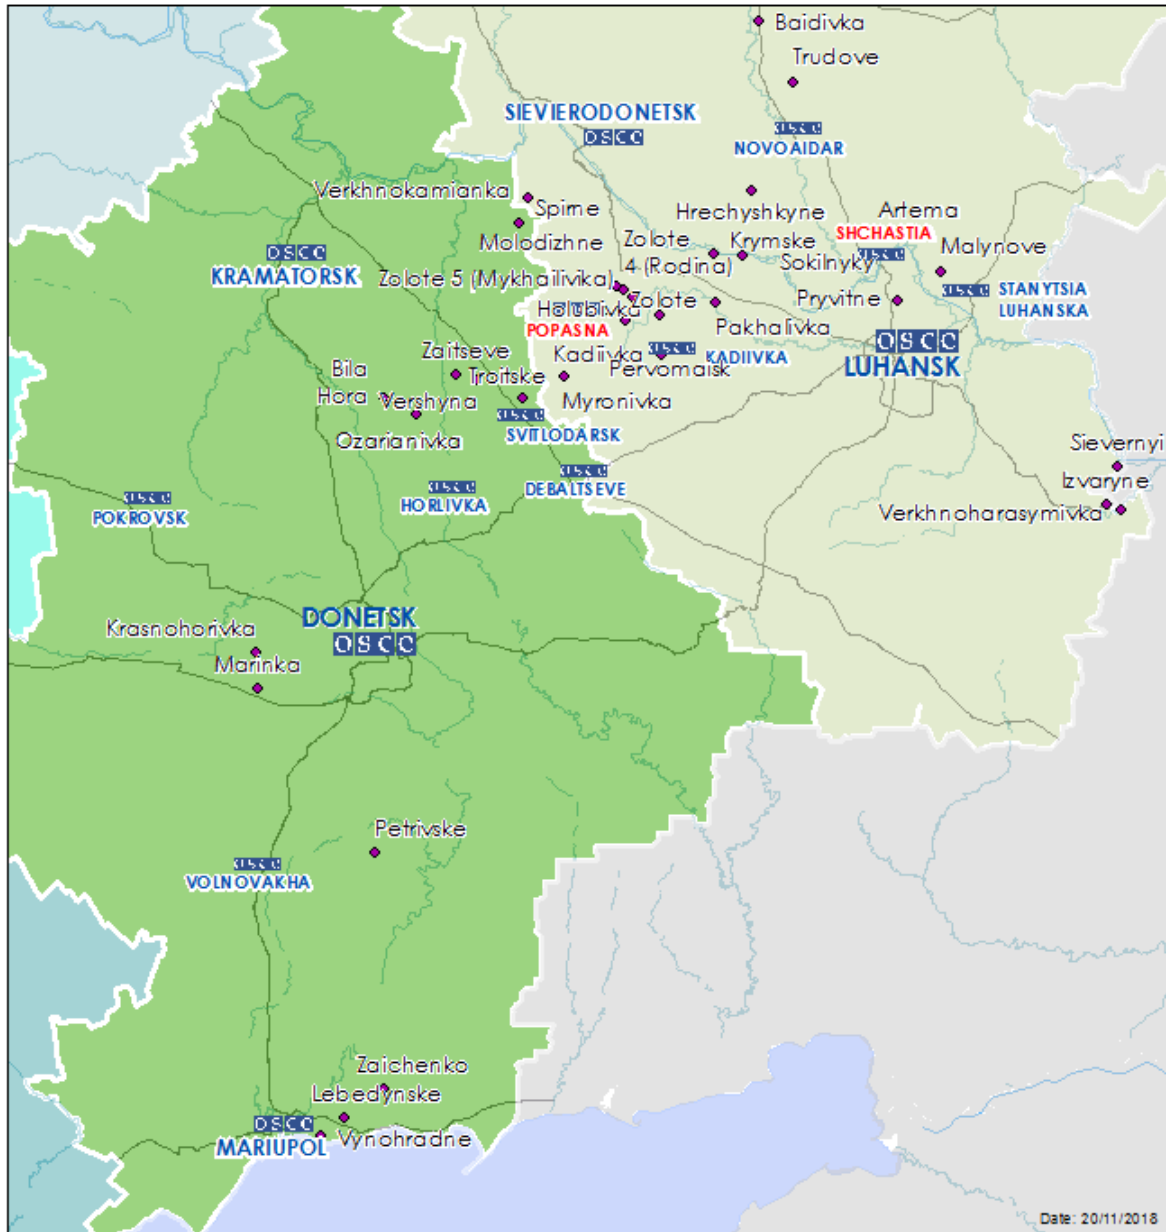 Baidivka
Trudove
SIEVIERODONETSK
OSCE
OSCE
NOVOAIDAR
Verkhnokamianka
Spirne
Hrechyshkyne
Artema
Molodizhne
Zolote
4 (Rodina)
Krymske
SHCHASTIA
OSCE
Sokilnyky
Malynove
OSCE
KRAMATORSK
Zolote 5 (Mykhailivika)
Holubivka
Zolote
Pryvitne
OSCE
STANYTSIA
LUHANSKA
POPASNA
Pakhalivka
OSCE
LUHANSK
Zaitseve
Kadiivka
OSCE
KADIIVKA
Pervomaisk
Bila
Hora
Troitske
Myronivka
Vershyna
OSCE
SVITLODARSK
Ozarianivka
Sievernyi
Izvaryne
Verkhnoharasymivka
OSCE
DEBALTSEVE
OSCE
HORLIVKA
OSCE
POKROVSK
DONETSK
OSCE
Krasnohorivka
Marinka
Petrivske
OSCE
VOLNOVAKHA
Zaichenko
Lebedynske
OSCE
MARIUPOL
Vynohradne
Date: 20/11/2018